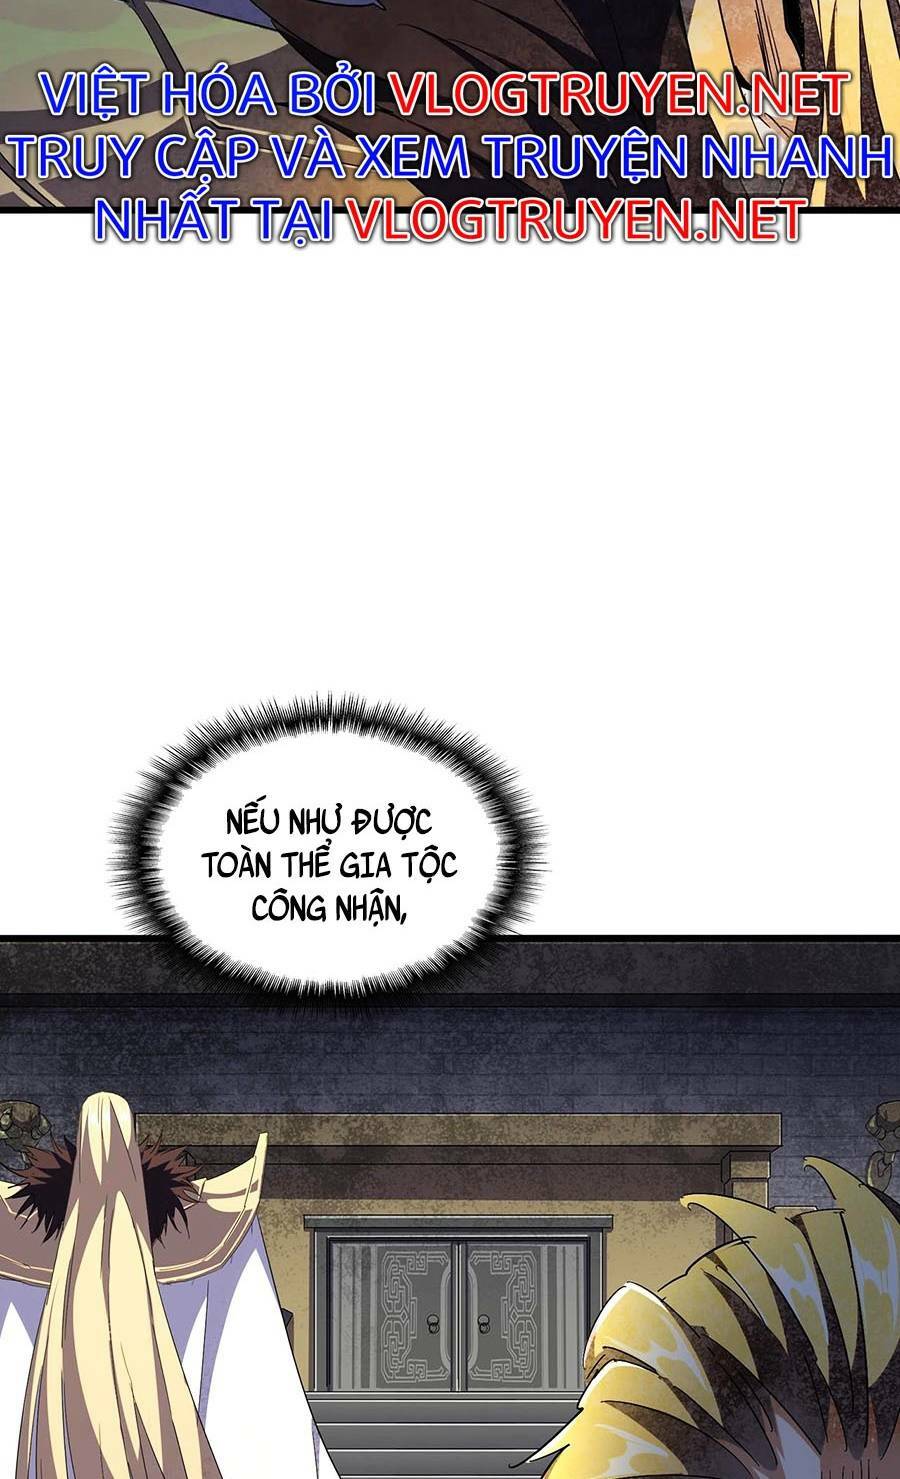 VIỆT HÓA BỞI VLOGTRUYEN.NET
TRUY CẬP VÀ XEM TRUYỆN NHANH
NHẤT TẠI VLOGTRUYEN.NET
NẾU NHƯ ĐƯỢC
TOÀN THỂ GIA TỘC
CÔNG NHẬN,